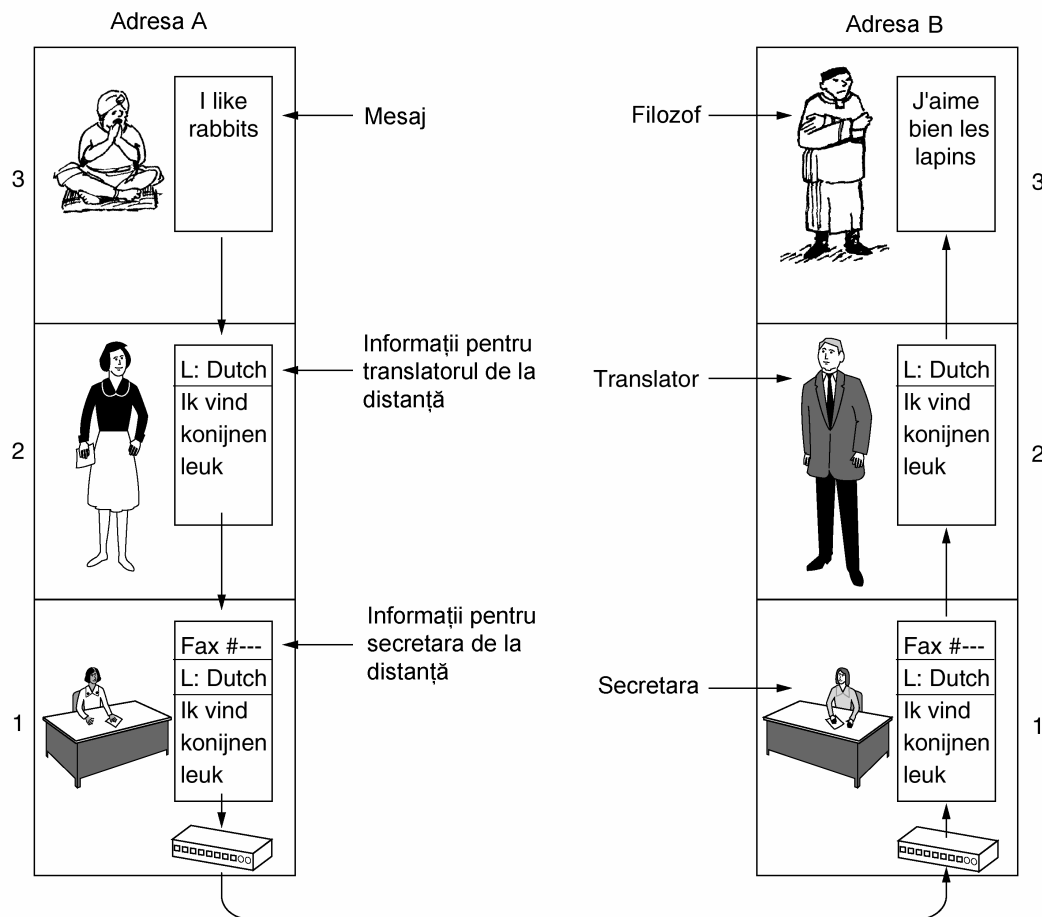 Adresa A
Adresa B
I like
rabbits
Mesaj
Filozof
J'aime
bien les
lapins
3
3
Informații pentru
translatorul de la
distanță
L: Dutch
Ik vind
konijnen
leuk
Translator
L: Dutch
Ik vind
konijnen
leuk
2
2
Informații pentru
secretara de la
distanță
Fax #---
L: Dutch
Ik vind
konijnen
leuk
Secretara
Fax #---
L: Dutch
Ik vind
konijnen
leuk
1
1